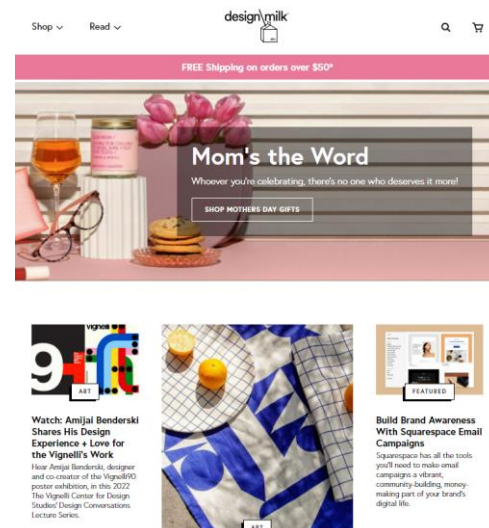 Shop
Read
design milk
FREE Shipping on orders over $50*
Mom's the Word
Whoever you're celebrating, there's no one who deserves it more!
SHOP MOTHERS DAY GIFTS
vignelli
9
ART
Watch: Amijai Benderski
Shares His Design
Experience + Love for
the Vignelli's Work
Hear Amijai Benderski, designer
and co-creator of the Vignelli90
poster exhibition, in this 2022
The Vignelli Center for Design
Studies' Design Conversations
Lecture Series.
ART
FEATURED
Build Brand Awareness
With Squarespace Email
Campaigns
Squarespace has all the tools
you'll need to make email
campaigns a vibrant,
community-building, money-
making part of your brand's
digital life.